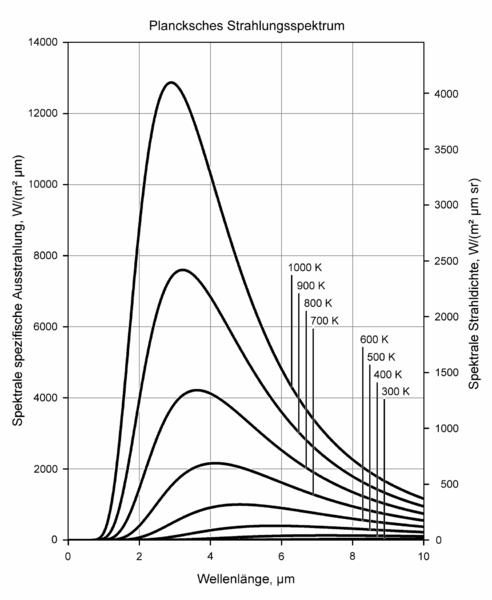 Plancksches Strahlungsspektrum
Spektrale spezifische Ausstrahlung, W/(m² µm)
14000
12000
10000
8000
6000
4000
2000
0
1000 K
900 K
800 K
700 K
600 K
500 K
400 K
300 K
4000
3500
3000
2500
2000
1500
1000
500
0
Spektrale Strahldichte, W/(m² µm sr)
0 2 4 6 8 10
Wellenlänge, µm